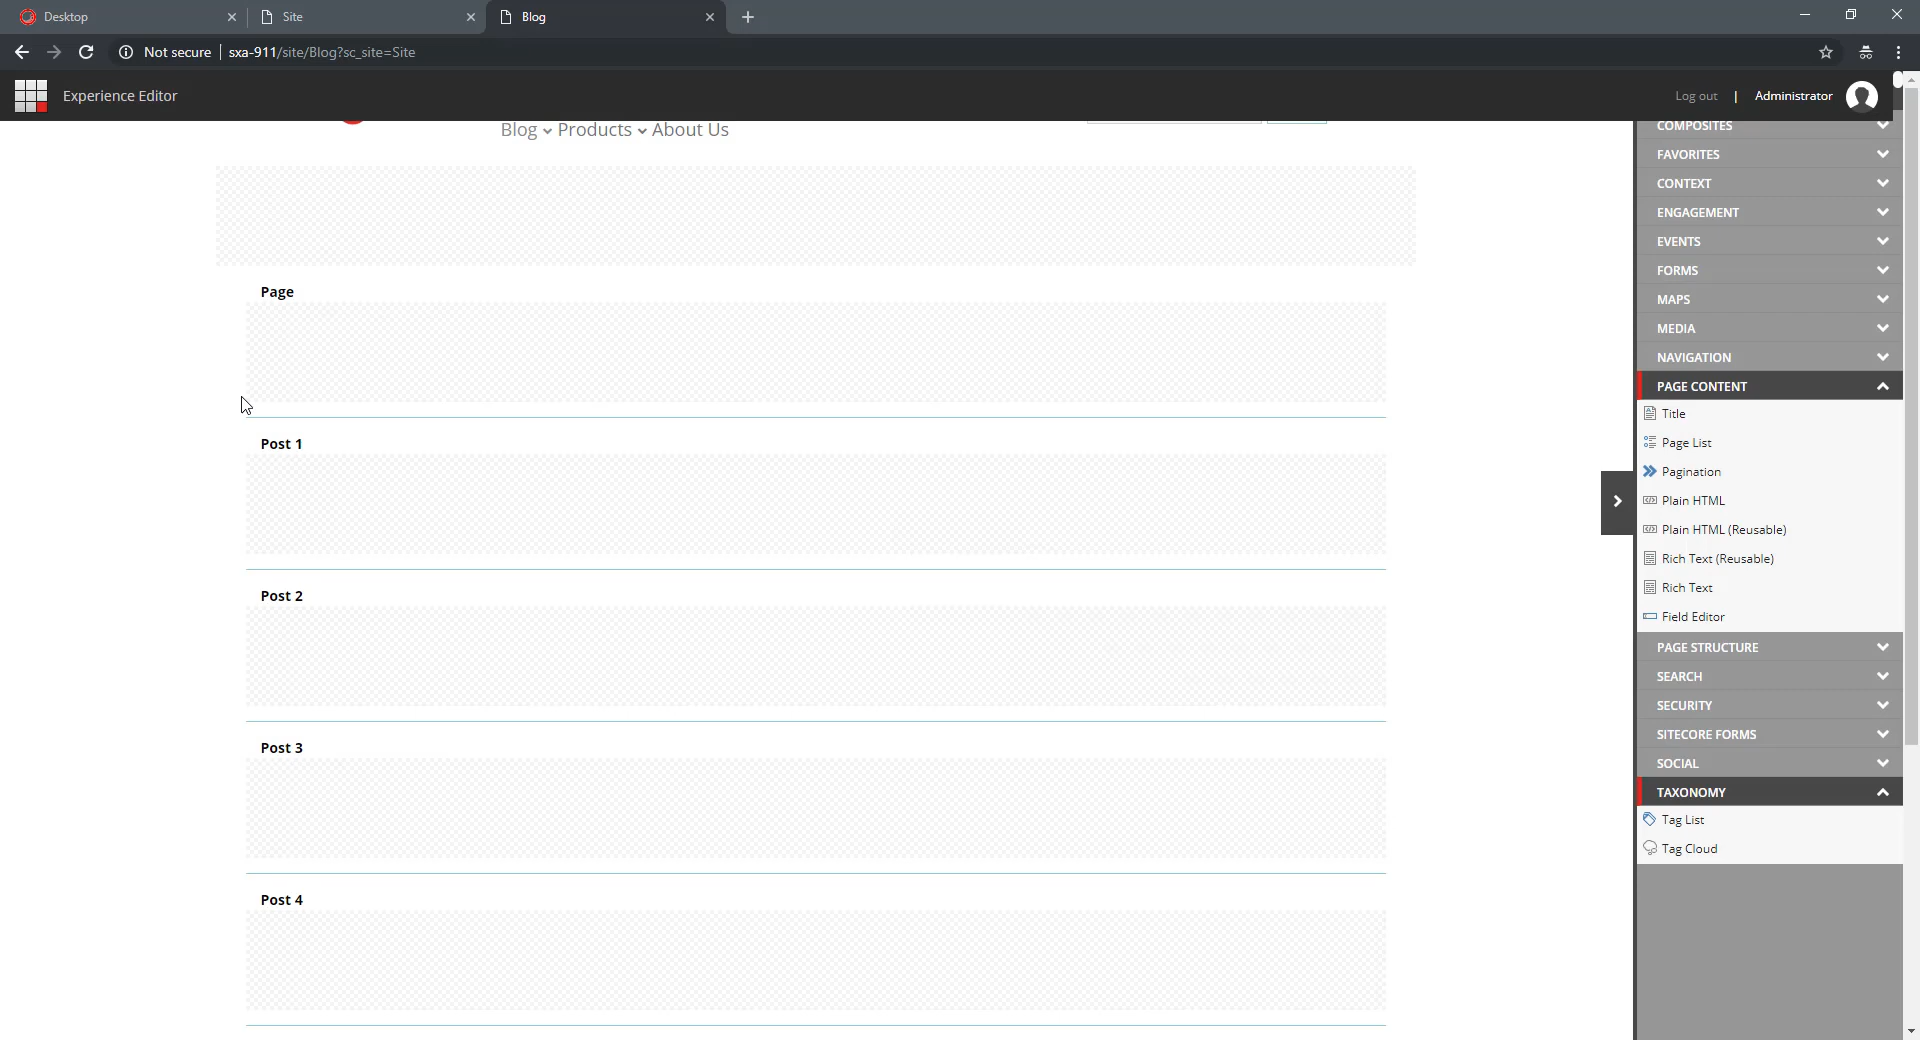 Desktop
Site
Blog
Not secure | sxa-911/site/Blog?sc_site=Site
Experience Editor
Log out | Administrator
Blog Products About Us
Page
Post 1
Post 2
Post 3
Post 4
COMPOSITES
FAVORITES
CONTEXT
ENGAGEMENT
EVENTS
FORMS
MAPS
MEDIA
NAVIGATION
PAGE CONTENT
Title
Page List
Pagination
Plain HTML
Plain HTML (Reusable)
Rich Text (Reusable)
Rich Text
Field Editor
PAGE STRUCTURE
SEARCH
SECURITY
SITECORE FORMS
SOCIAL
TAXONOMY
Tag List
Tag Cloud